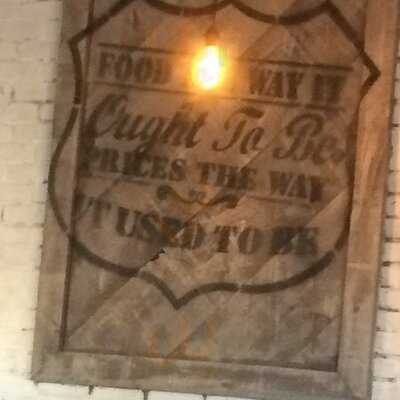 FOOD WAY IT
Ought To Be
PRICES THE WAY
IT USED TO BE